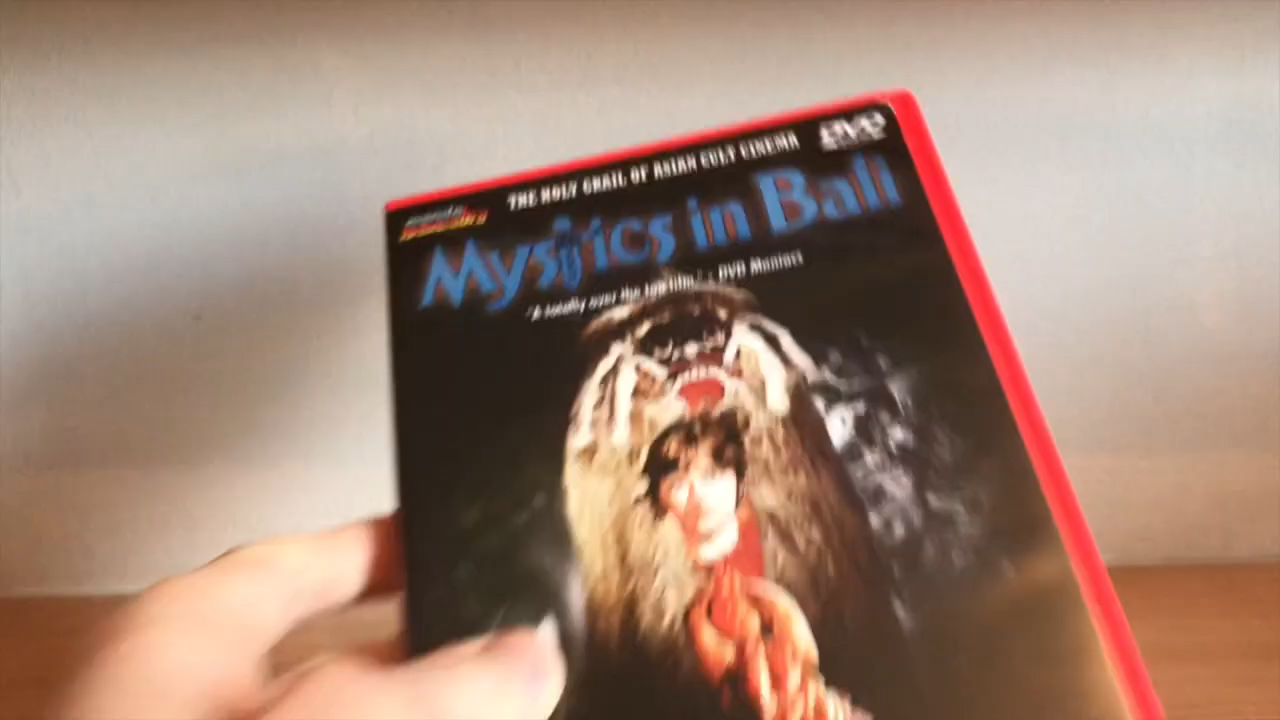 THE HOLY GRAIL OF ASIAN CULT CINEMA
DVD
Mystics in Bali
"A totally over the top film." - DVD Maniacs